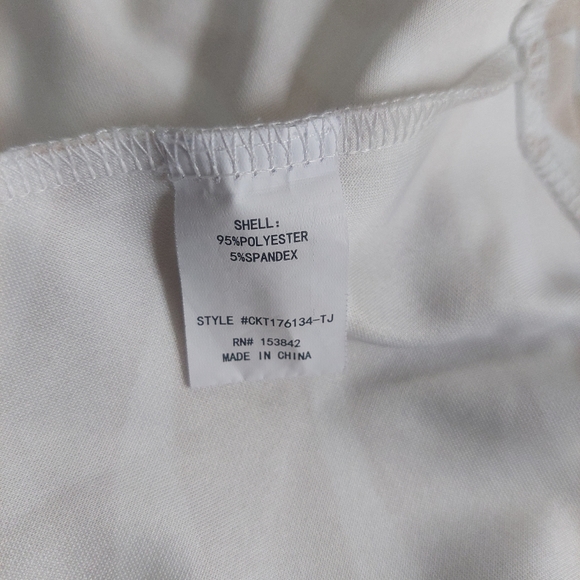 SHELL:
95%POLYESTER
5%SPANDEX
STYLE #CKT176134-TJ
RN# 153842
MADE IN CHINA